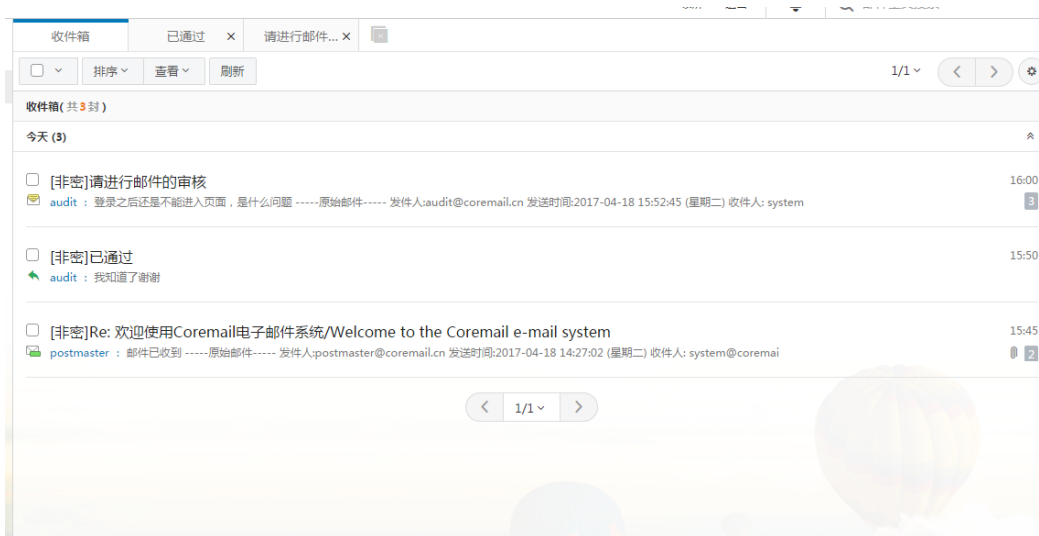 收件箱 已通过 × 请进行邮件... ×
排序 查看 刷新 1/1
收件箱(共3封)
今天 (3)
[非密]请进行邮件的审核 16:00
audit : 登录之后还是不能进入页面，是什么问题 -----原始邮件----- 发件人:audit@coremail.cn 发送时间:2017-04-18 15:52:45 (星期二) 收件人: system 3
[非密]已通过 15:50
audit : 我知道了谢谢
[非密]Re: 欢迎使用Coremail电子邮件系统/Welcome to the Coremail e-mail system 15:45
postmaster : 邮件已收到 -----原始邮件----- 发件人:postmaster@coremail.cn 发送时间:2017-04-18 14:27:02 (星期二) 收件人: system@coremai 2
1/1